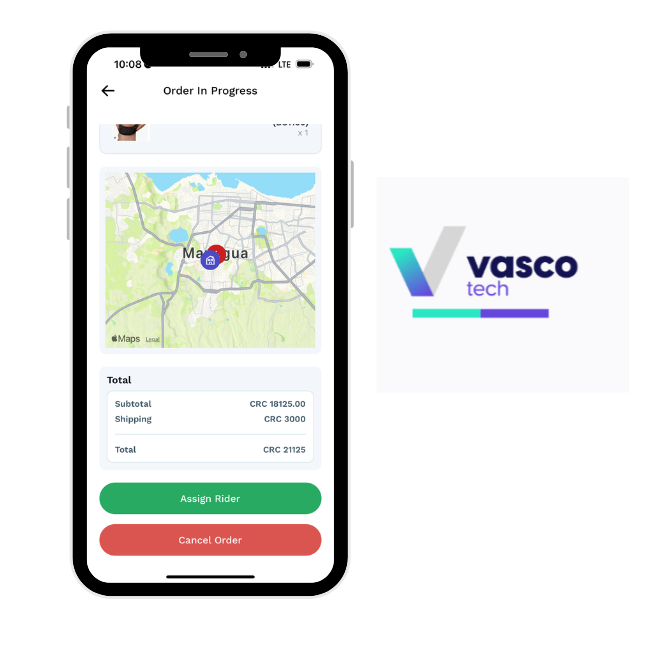 10:08
LTE
Order In Progress
x 1
Managua
Maps
Legal
Total
Subtotal CRC 18125.00
Shipping CRC 3000
Total CRC 21125
Assign Rider
Cancel Order
vasco
tech